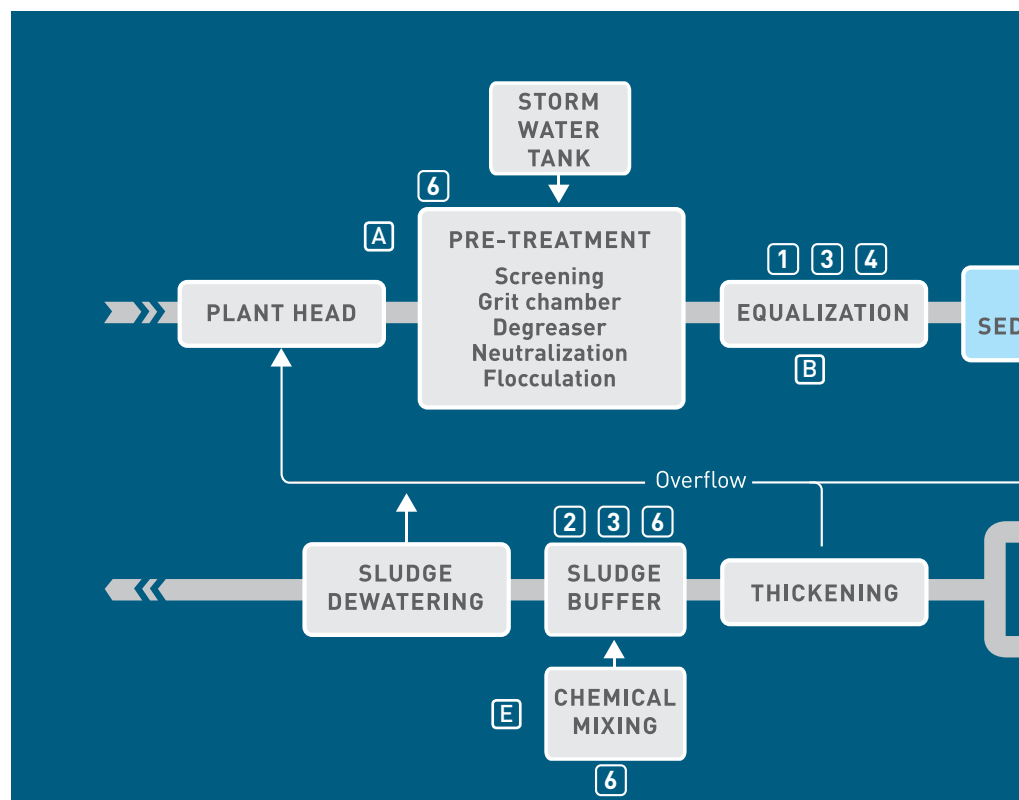 STORM
WATER
TANK
6
A
PRE-TREATMENT
Screening
Grit chamber
Degreaser
Neutralization
Flocculation
PLANT HEAD
1 3 4
EQUALIZATION
B
SED
Overflow
2 3 6
SLUDGE
DEWATERING
SLUDGE
BUFFER
THICKENING
E
CHEMICAL
MIXING
6